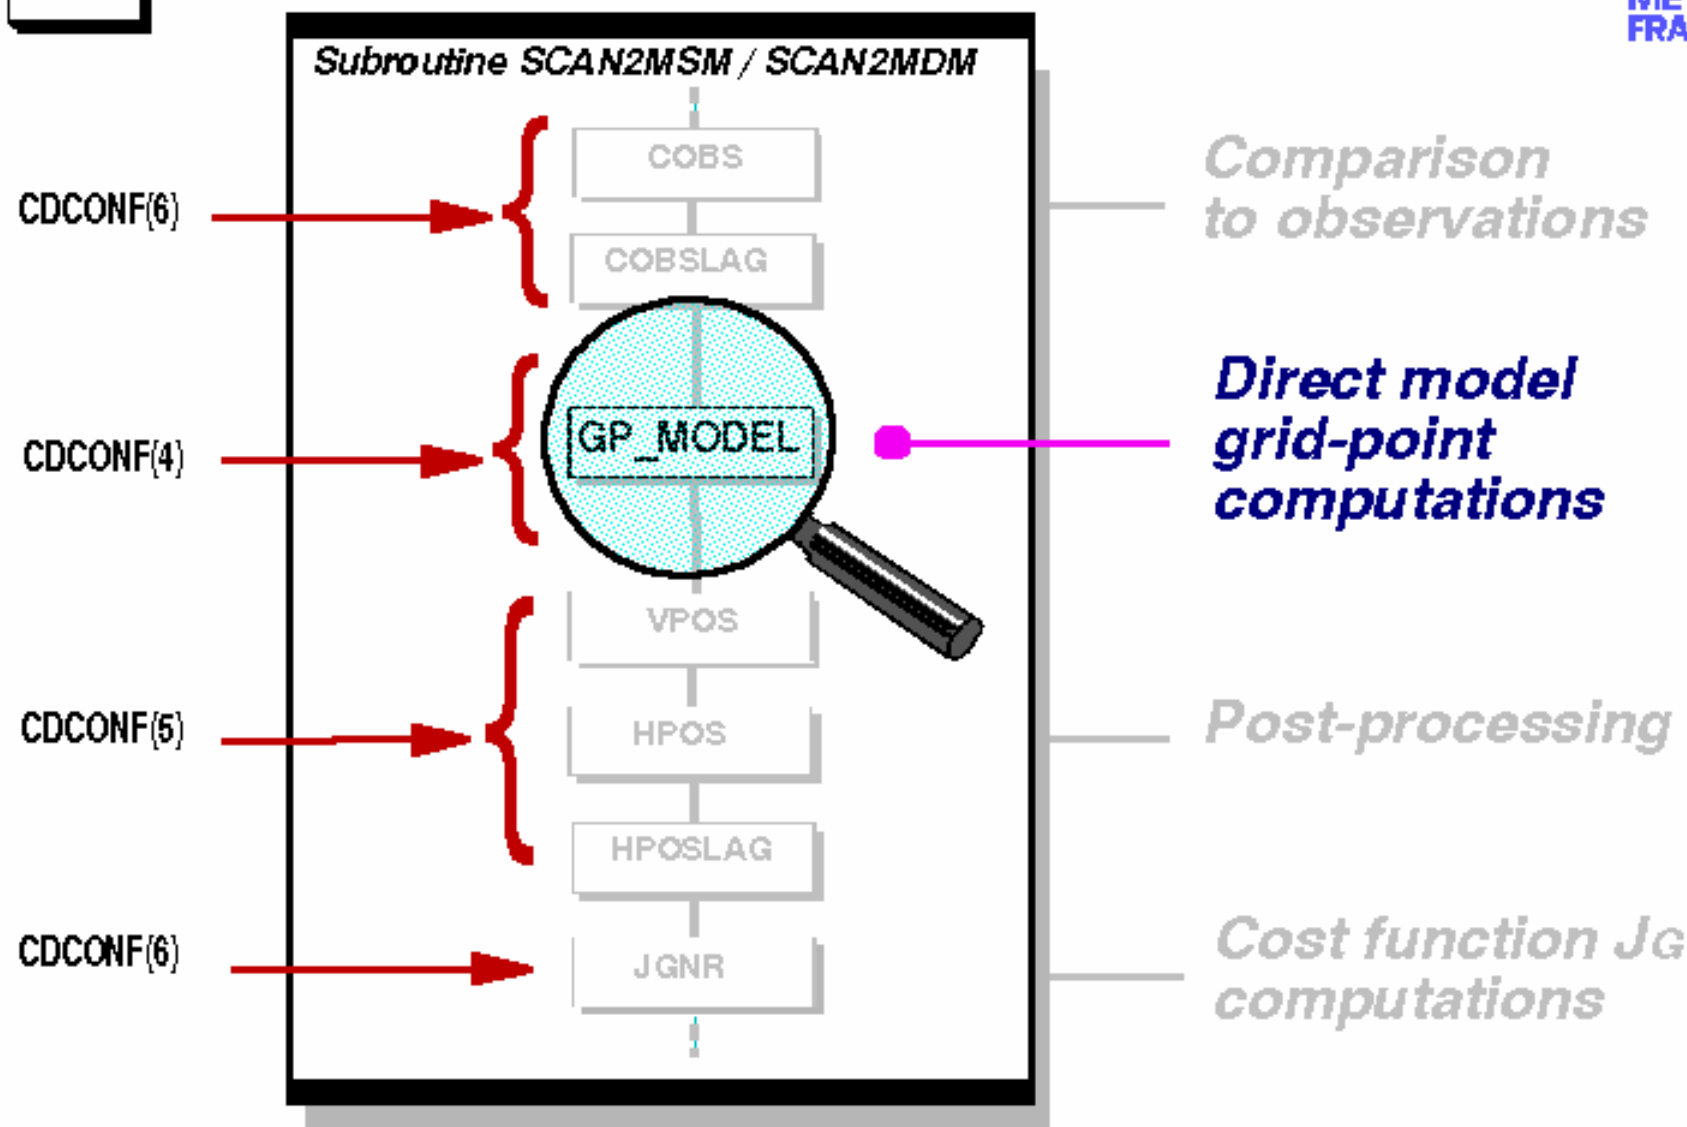 FRA
Subroutine SCAN2MSM / SCAN2MDM
COBS
Comparison
to observations
CDCONF(6)
COBSLAG
Direct model
grid-point
computations
GP_MODEL
CDCONF(4)
VPOS
Post-processing
CDCONF(5)
HPOS
HPOSLAG
Cost function JG
computations
CDCONF(6)
JGNR